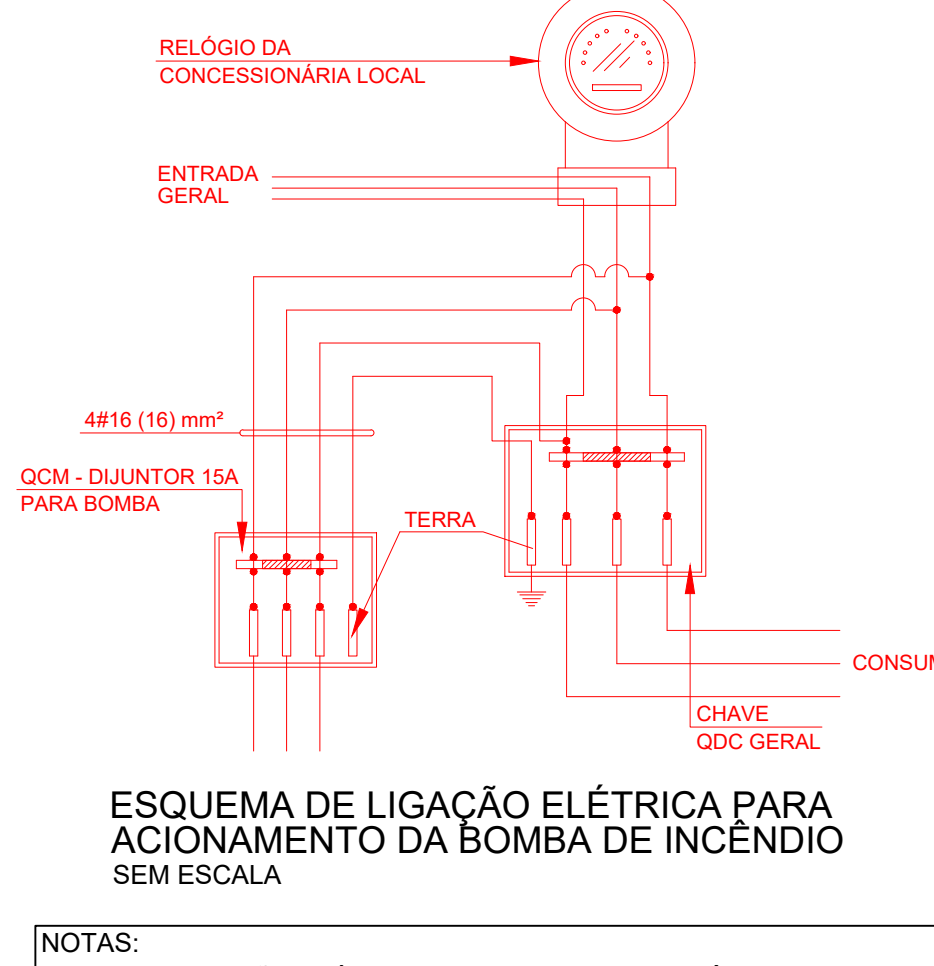 RELÓGIO DA
CONCESSIONÁRIA LOCAL
ENTRADA
GERAL
4#16 (16) mm²
QCM - DIJUNTOR 15A
PARA BOMBA
TERRA
CONSUM
CHAVE
QDC GERAL
ESQUEMA DE LIGAÇÃO ELÉTRICA PARA
ACIONAMENTO DA BOMBA DE INCÊNDIO
SEM ESCALA
NOTAS: